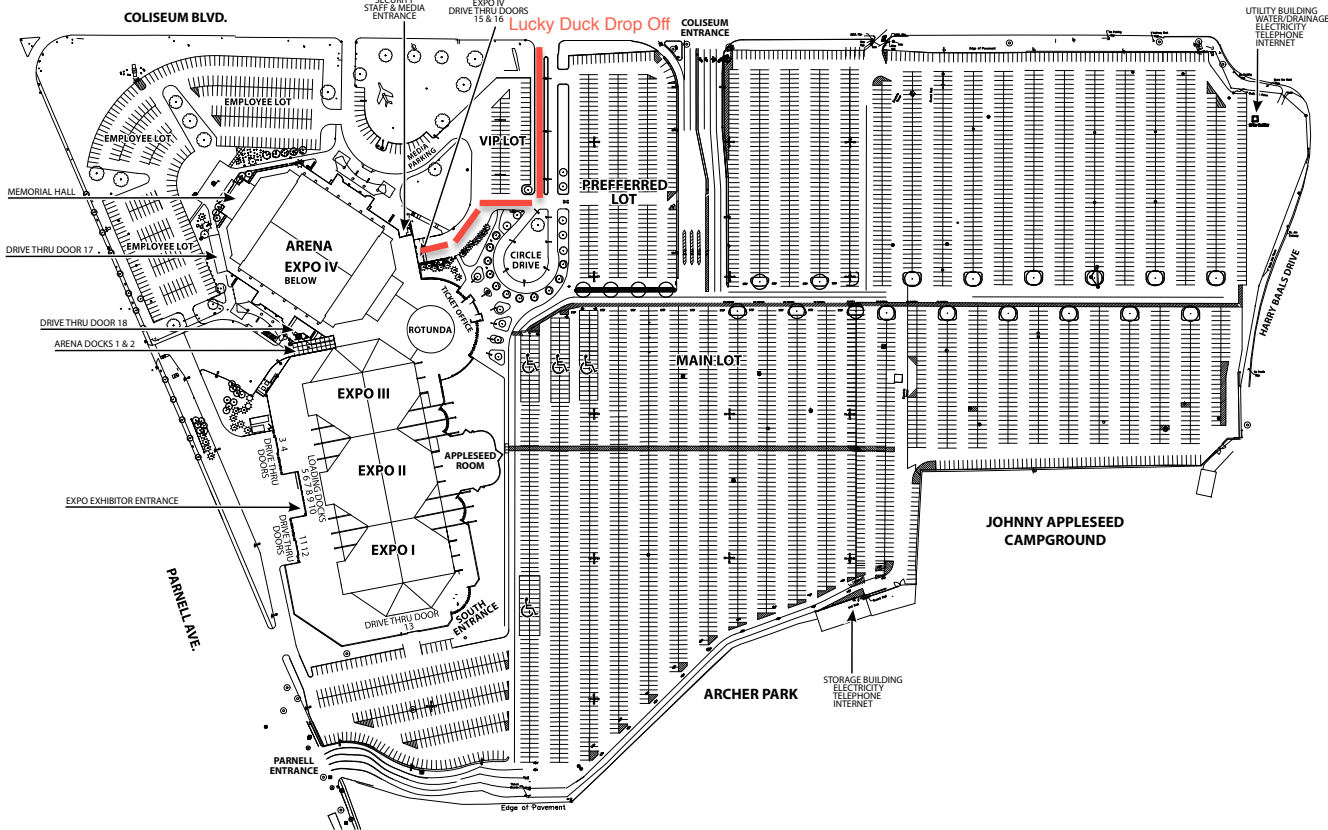 COLISEUM BLVD.
SECURITY
STAFF & MEDIA
ENTRANCE
EXPO IV
DRIVE THRU DOORS
15 & 16
Lucky Duck Drop Off
COLISEUM
ENTRANCE
UTILITY BUILDING
WATER/DRAINAGE
ELECTRICITY
TELEPHONE
INTERNET
Edge of Pavement
EMPLOYEE LOT
EMPLOYEE LOT
VIP LOT
MEDIA
PARKING
PREFFERRED
LOT
MEMORIAL HALL
DRIVE THRU DOOR 17
EMPLOYEE LOT
ARENA
EXPO IV
BELOW
CIRCLE
DRIVE
HARRY BAALS DRIVE
TICKET OFFICE
ROTUNDA
DRIVE THRU DOOR 18
ARENA DOCKS 1 & 2
MAIN LOT
EXPO III
3 4
DRIVE THRU
DOORS
LOADING DOCKS
5 6 7 8 9 10
EXPO II
APPLESEED
ROOM
EXPO EXHIBITOR ENTRANCE
11 12
DRIVE THRU
DOORS
EXPO I
JOHNNY APPLESEED
CAMPGROUND
PARNELL AVE.
DRIVE THRU DOOR
13
SOUTH
ENTRANCE
ARCHER PARK
STORAGE BUILDING
ELECTRICITY
TELEPHONE
INTERNET
PARNELL
ENTRANCE
Edge of Pavement